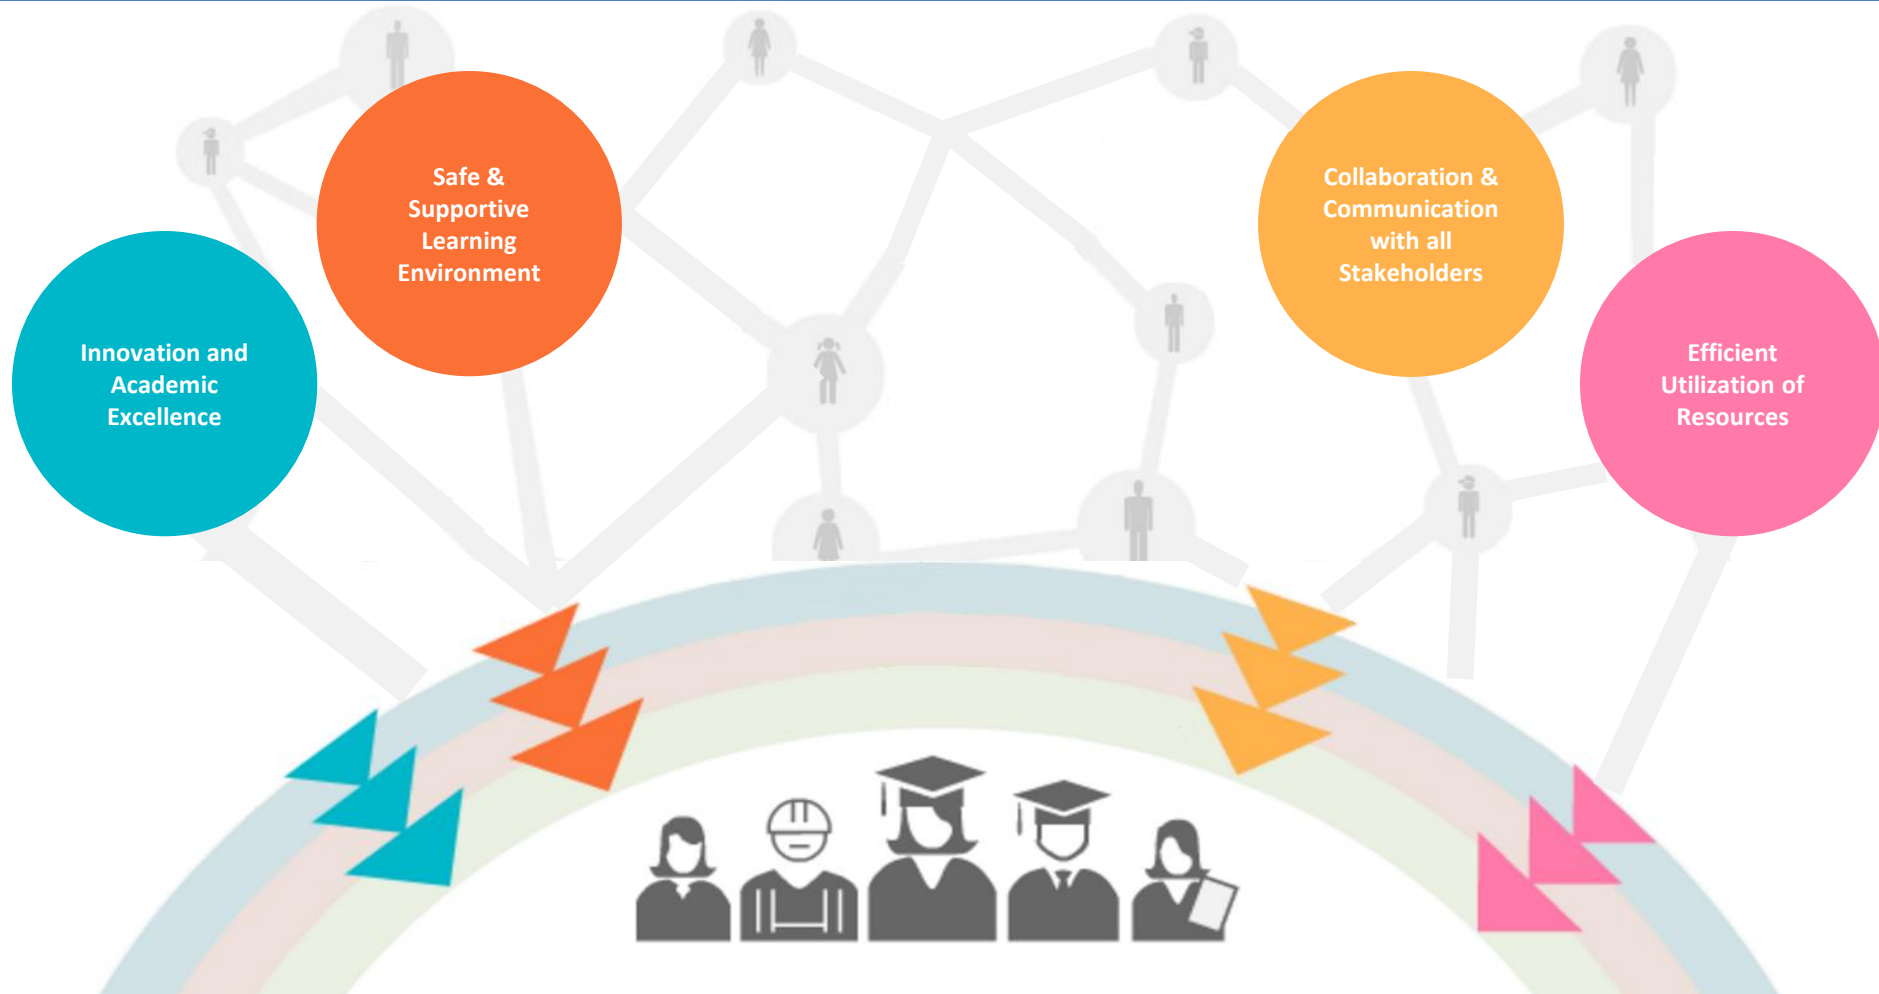 Safe &
Supportive
Learning
Environment
Collaboration &
Communication
with all
Stakeholders
Innovation and
Academic
Excellence
Efficient
Utilization of
Resources